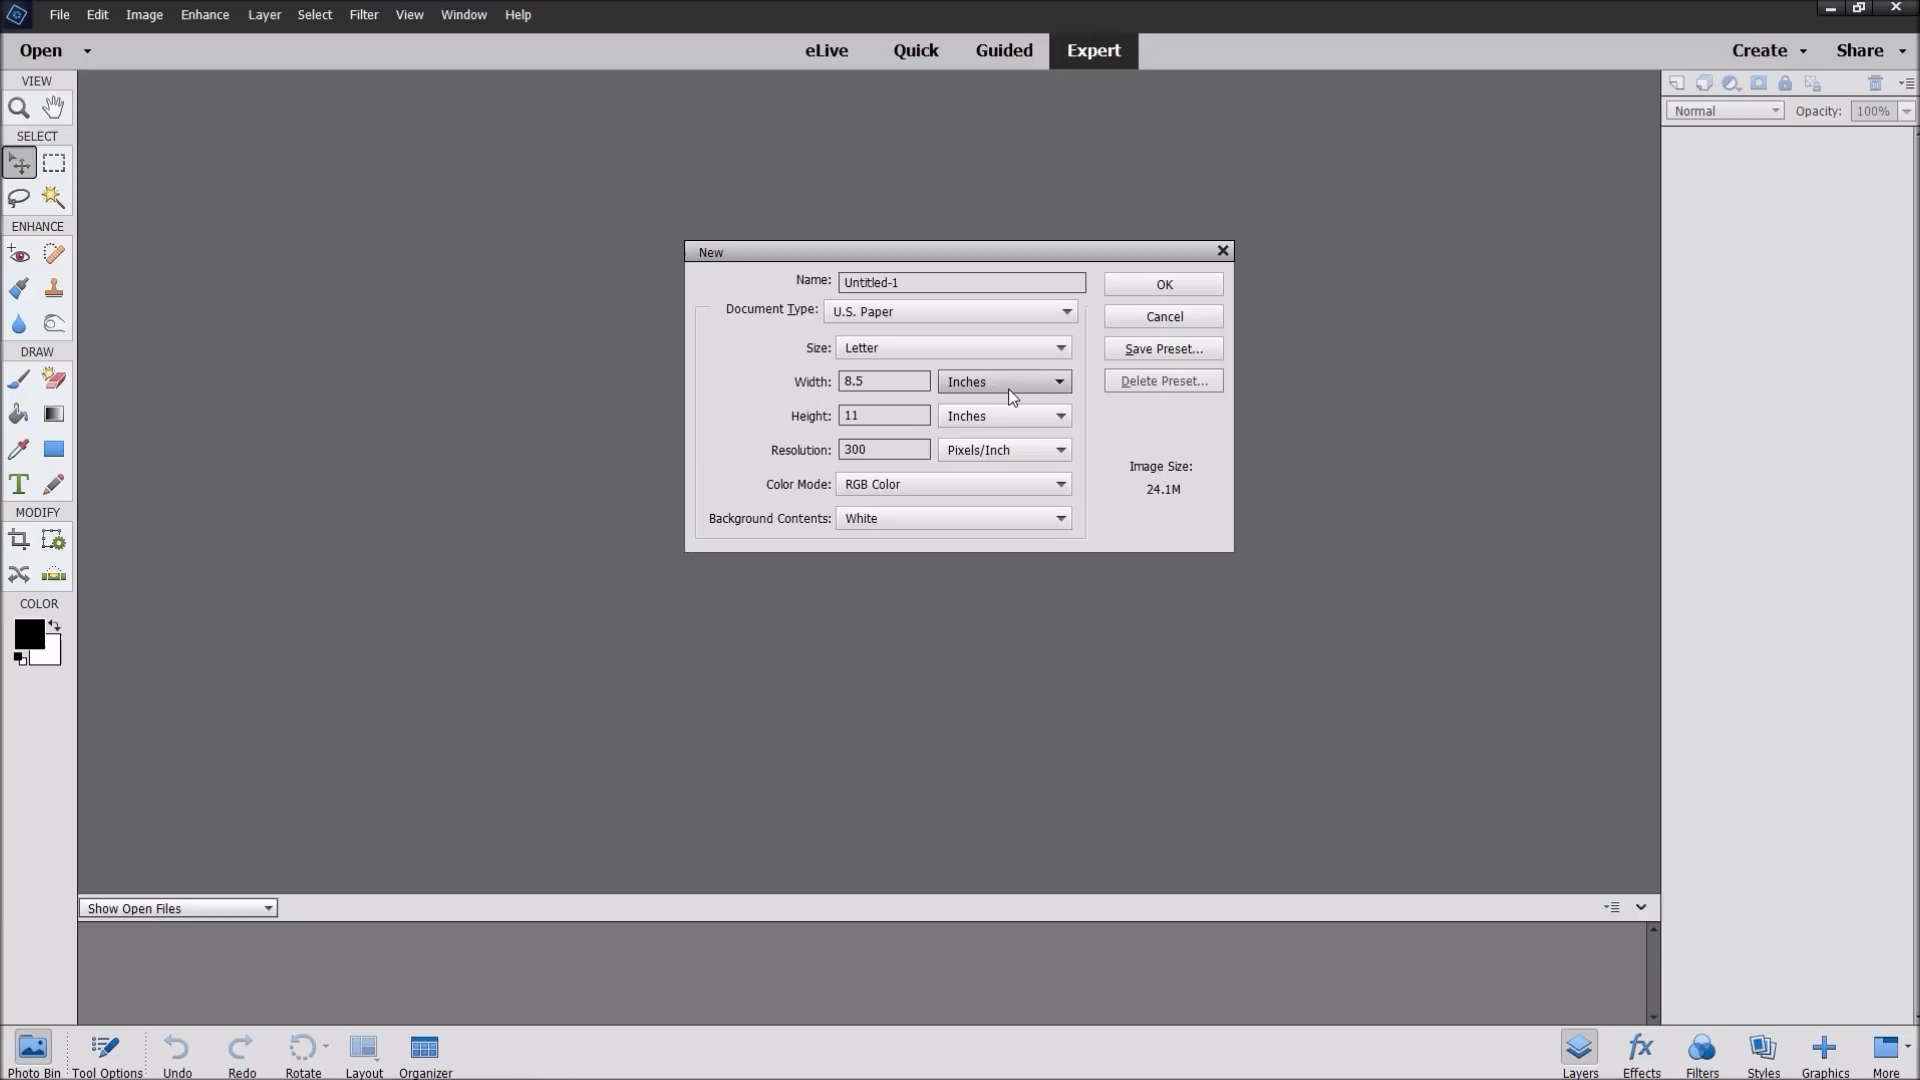 File Edit Image Enhance Layer Select Filter View Window Help
Open eLive Quick Guided Expert Create Share
VIEW
SELECT
ENHANCE
DRAW
T
MODIFY
COLOR
Normal Opacity: 100%
New
Name: Untitled-1 OK
Document Type: U.S. Paper Cancel
Size: Letter Save Preset...
Width: 8.5 Inches Delete Preset...
Height: 11 Inches
Resolution: 300 Pixels/Inch
Color Mode: RGB Color
Background Contents: White
Image Size:
24.1M
Show Open Files
fx
Photo Bin Tool Options Undo Redo Rotate Layout Organizer Layers Effects Filters Styles Graphics More